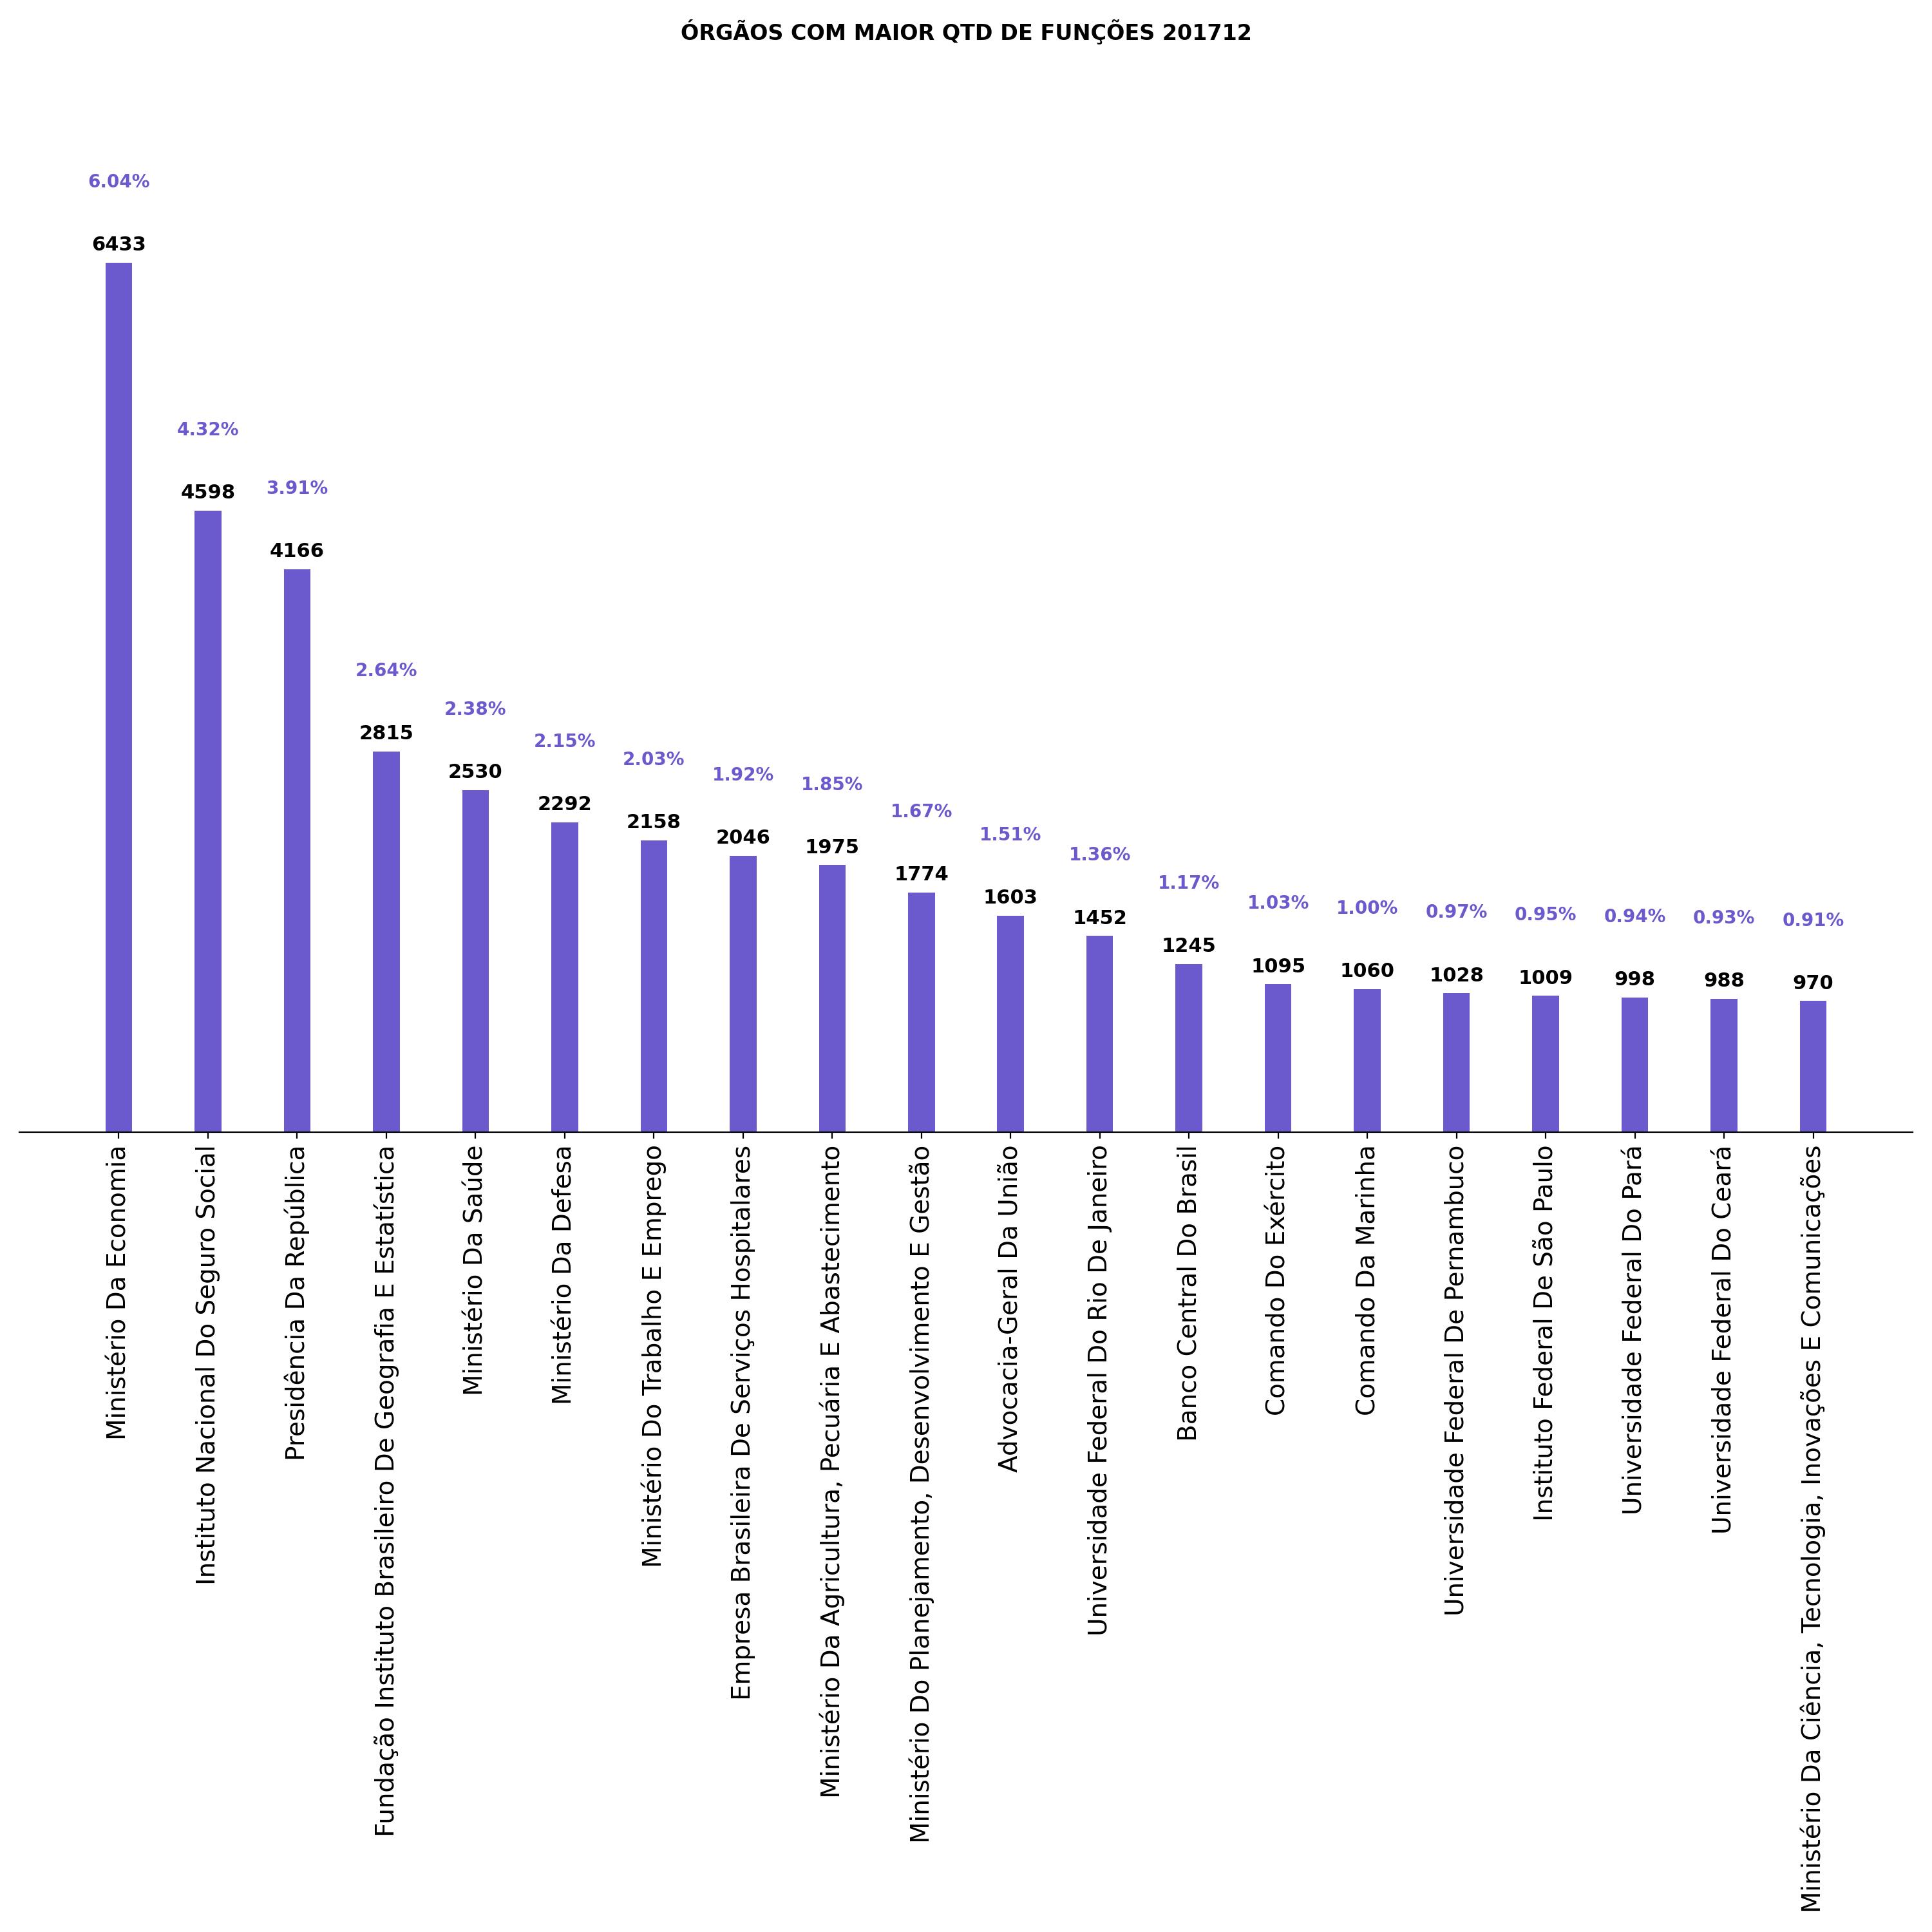 ÓRGÃOS COM MAIOR QTD DE FUNÇÕES 201712
6.04%
6433
4.32%
4598
3.91%
4166
2.64%
2815
2.38%
2530
2.15%
2292
2.03%
2158
1.92%
2046
1.85%
1975
1.67%
1774
1.51%
1603
1.36%
1452
1.17%
1245
1.03%
1095
1.00%
1060
0.97%
1028
0.95%
1009
0.94%
998
0.93%
988
0.91%
970
Ministério Da Economia
Instituto Nacional Do Seguro Social
Presidência Da República
Fundação Instituto Brasileiro De Geografia E Estatística
Ministério Da Saúde
Ministério Da Defesa
Ministério Do Trabalho E Emprego
Empresa Brasileira De Serviços Hospitalares
Ministério Da Agricultura, Pecuária E Abastecimento
Ministério Do Planejamento, Desenvolvimento E Gestão
Advocacia-Geral Da União
Universidade Federal Do Rio De Janeiro
Banco Central Do Brasil
Comando Do Exército
Comando Da Marinha
Universidade Federal De Pernambuco
Instituto Federal De São Paulo
Universidade Federal Do Pará
Universidade Federal Do Ceará
Ministério Da Ciência, Tecnologia, Inovações E Comunicações